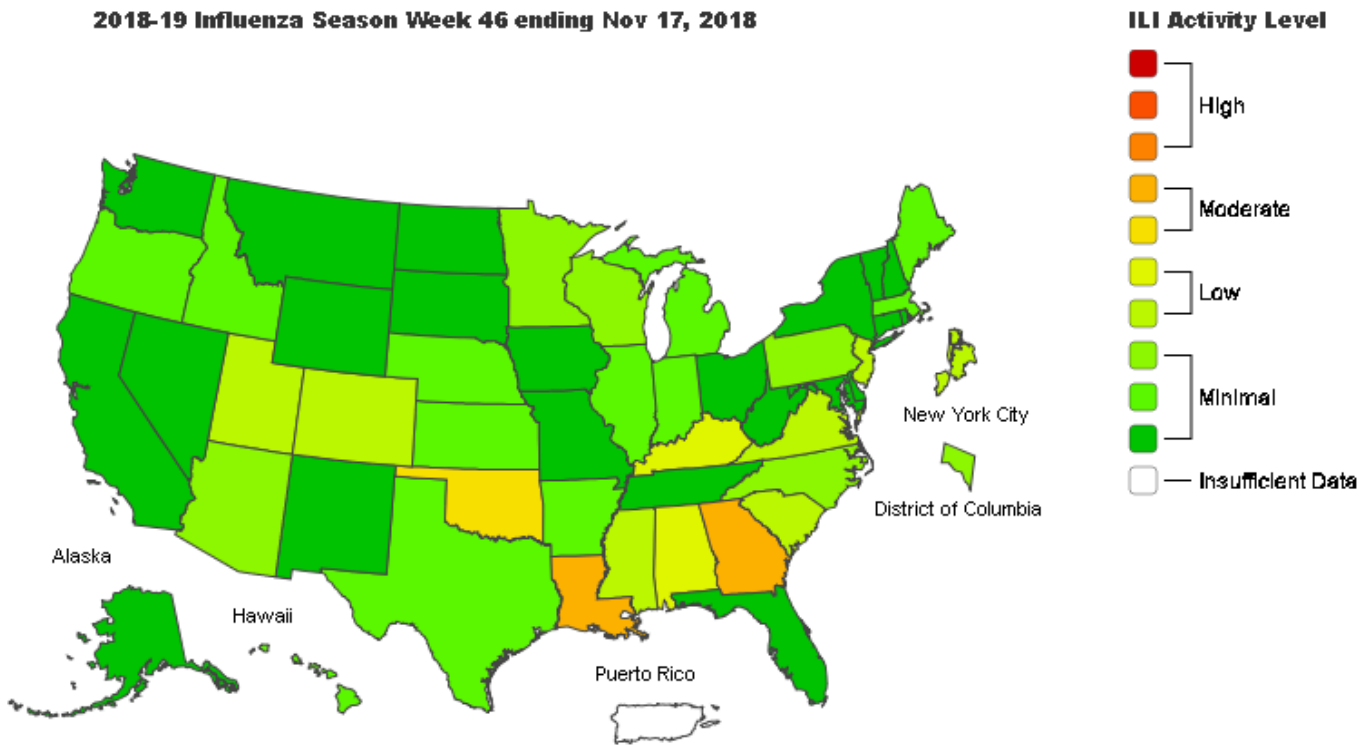 2018-19 Influenza Season Week 46 ending Nov 17, 2018
ILI Activity Level
High
Moderate
Low
Minimal
Insufficient Data
New York City
District of Columbia
Alaska
Hawaii
Puerto Rico